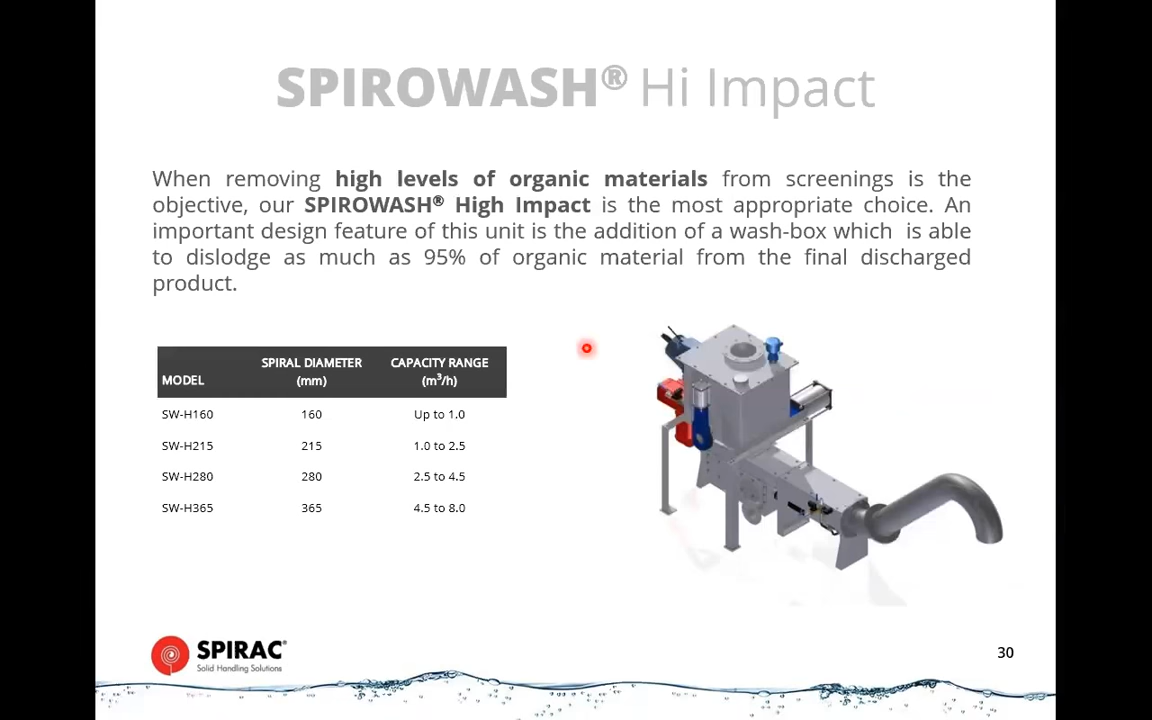 SPIROWASH® Hi Impact
When removing high levels of organic materials from screenings is the
objective, our SPIROWASH® High Impact is the most appropriate choice. An
important design feature of this unit is the addition of a wash-box which is able
to dislodge as much as 95% of organic material from the final discharged
product.
MODEL SPIRAL DIAMETER (mm) CAPACITY RANGE (m³/h)
SW-H160 160 Up to 1.0
SW-H215 215 1.0 to 2.5
SW-H280 280 2.5 to 4.5
SW-H365 365 4.5 to 8.0
SPIRAC®
Solid Handling Solutions
30